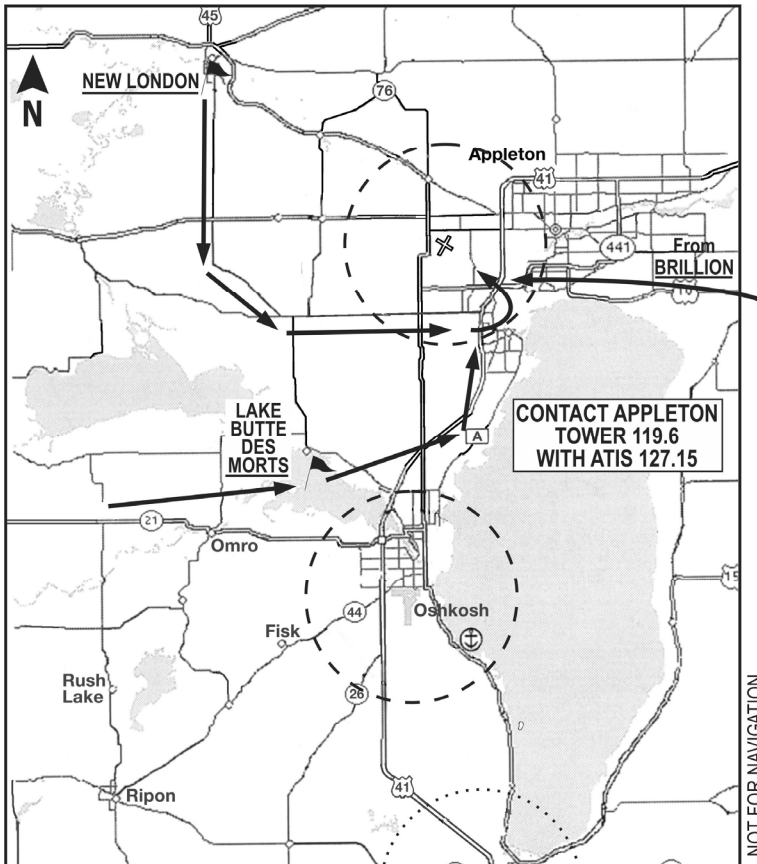 45
NEW LONDON
N
76
Appleton
41
441
From
BRILLION
10
LAKE
BUTTE
DES
MORTS
A
CONTACT APPLETON
TOWER 119.6
WITH ATIS 127.15
21
Omro
15
Oshkosh
44
Fisk
Rush
Lake
26
41
Ripon
NOT FOR NAVIGATION